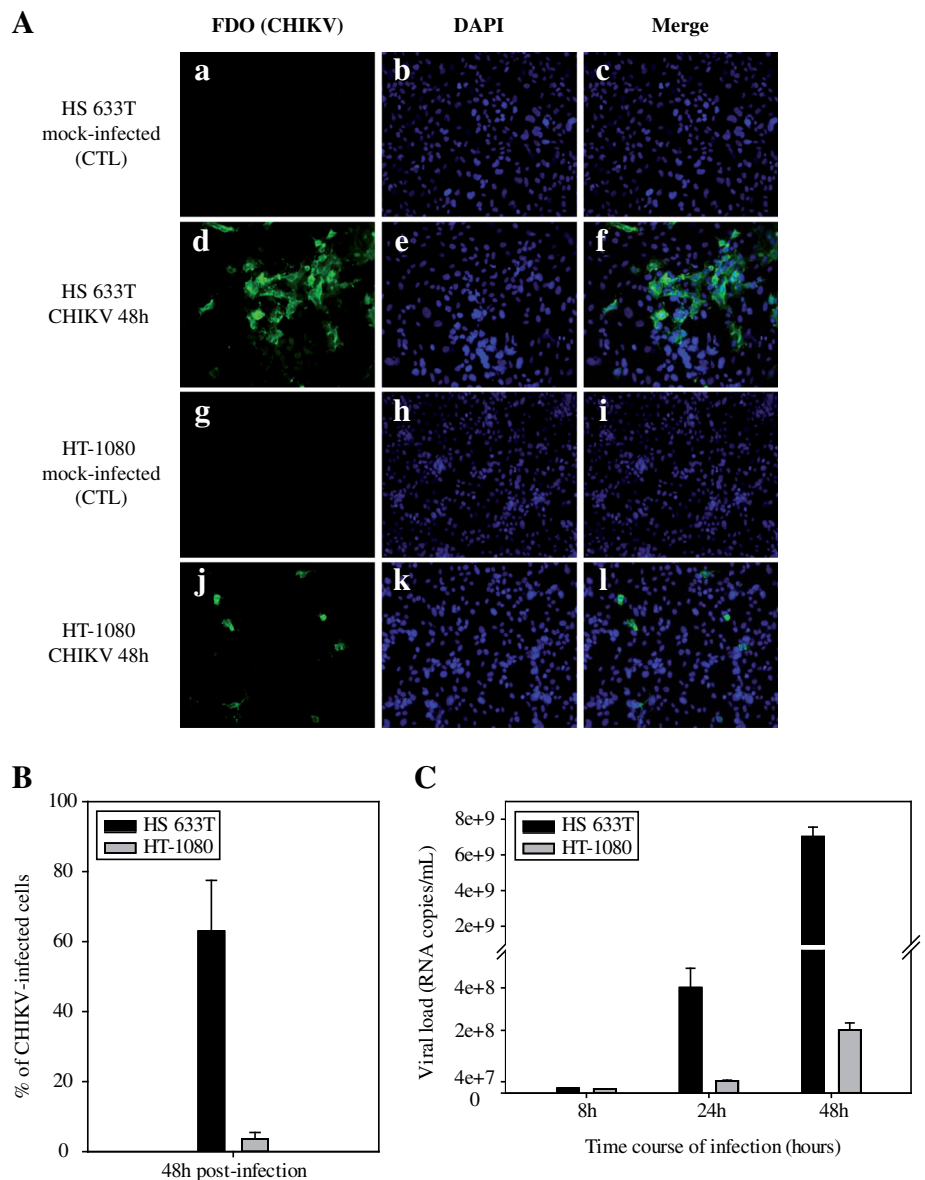 A
FDO (CHIKV) DAPI Merge
HS 633T
mock-infected
(CTL)
a b c
HS 633T
CHIKV 48h
d e f
HT-1080
mock-infected
(CTL)
g h i
HT-1080
CHIKV 48h
j k l
B
% of CHIKV-infected cells
100
80
60
40
20
0
HS 633T
HT-1080
48h post-infection
C
Viral load (RNA copies/mL)
8e+9
6e+9
4e+9
2e+9
4e+8
2e+8
4e+7
0
HS 633T
HT-1080
8h 24h 48h
Time course of infection (hours)